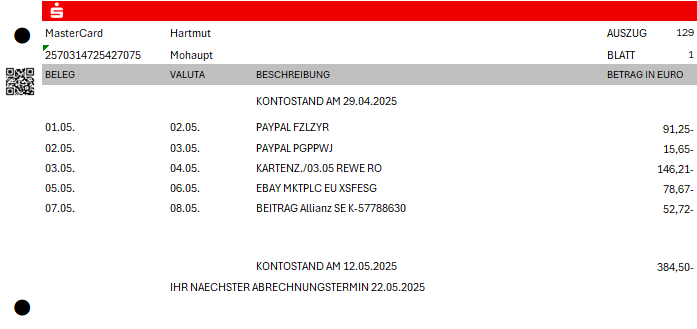 MasterCard Hartmut AUSZUG 129
2570314725427075 Mohaupt BLATT 1
BELEG VALUTA BESCHREIBUNG BETRAG IN EURO
KONTOSTAND AM 29.04.2025
01.05. 02.05. PAYPAL FZLZYR 91,25-
02.05. 03.05. PAYPAL PGPPWJ 15,65-
03.05. 04.05. KARTENZ./03.05 REWE RO 146,21-
05.05. 06.05. EBAY MKTPLC EU XSFESG 78,67-
07.05. 08.05. BEITRAG Allianz SE K-57788630 52,72-
KONTOSTAND AM 12.05.2025 384,50-
IHR NAECHSTER ABRECHNUNGSTERMIN 22.05.2025